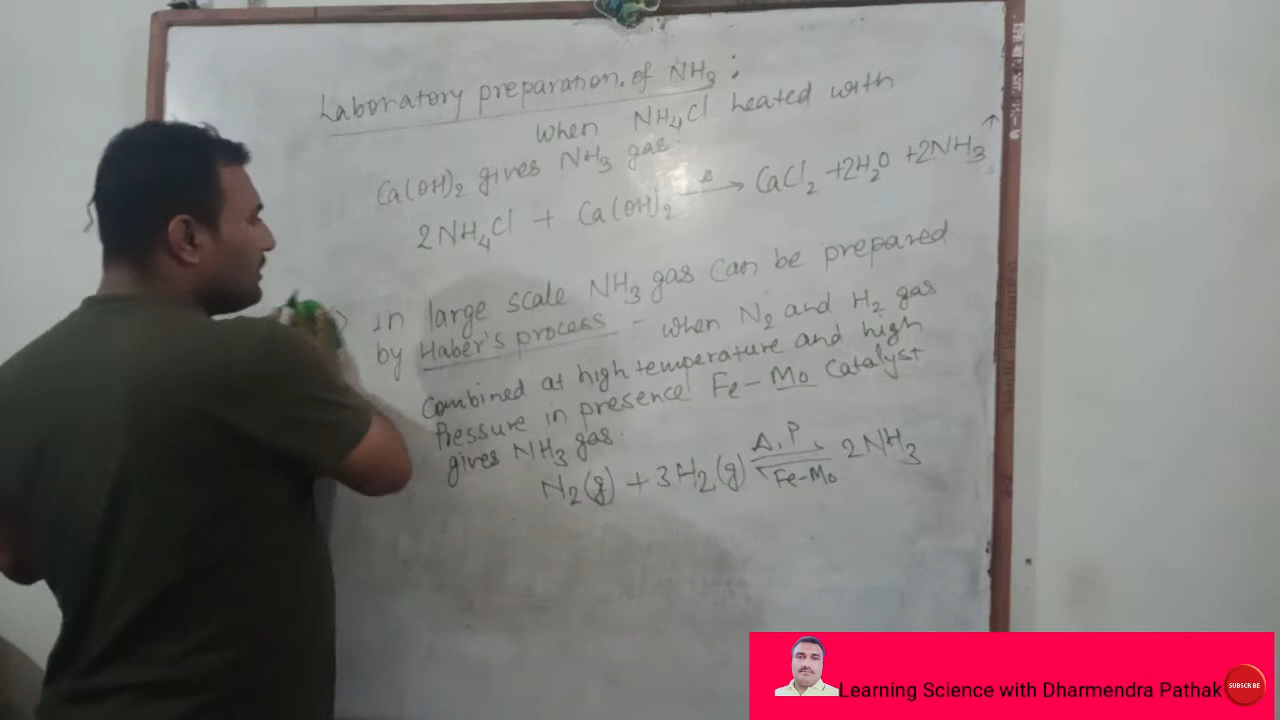 Laboratory preparation of NH3 :
When NH4Cl heated with
Ca(OH)2 gives NH3 gas.
2NH4Cl + Ca(OH)2 —Δ→ CaCl2 +2H2O +2NH3 ↑
In large scale NH3 gas can be prepared
by Haber's process - when N2 and H2 gas
Combined at high temperature and high
Pressure in presence Fe-Mo catalyst
gives NH3 gas.
N2(g) + 3H2(g) Δ, P ⇌ Fe-Mo 2NH3
Learning Science with Dharmendra Pathak
SUBSCRIBE